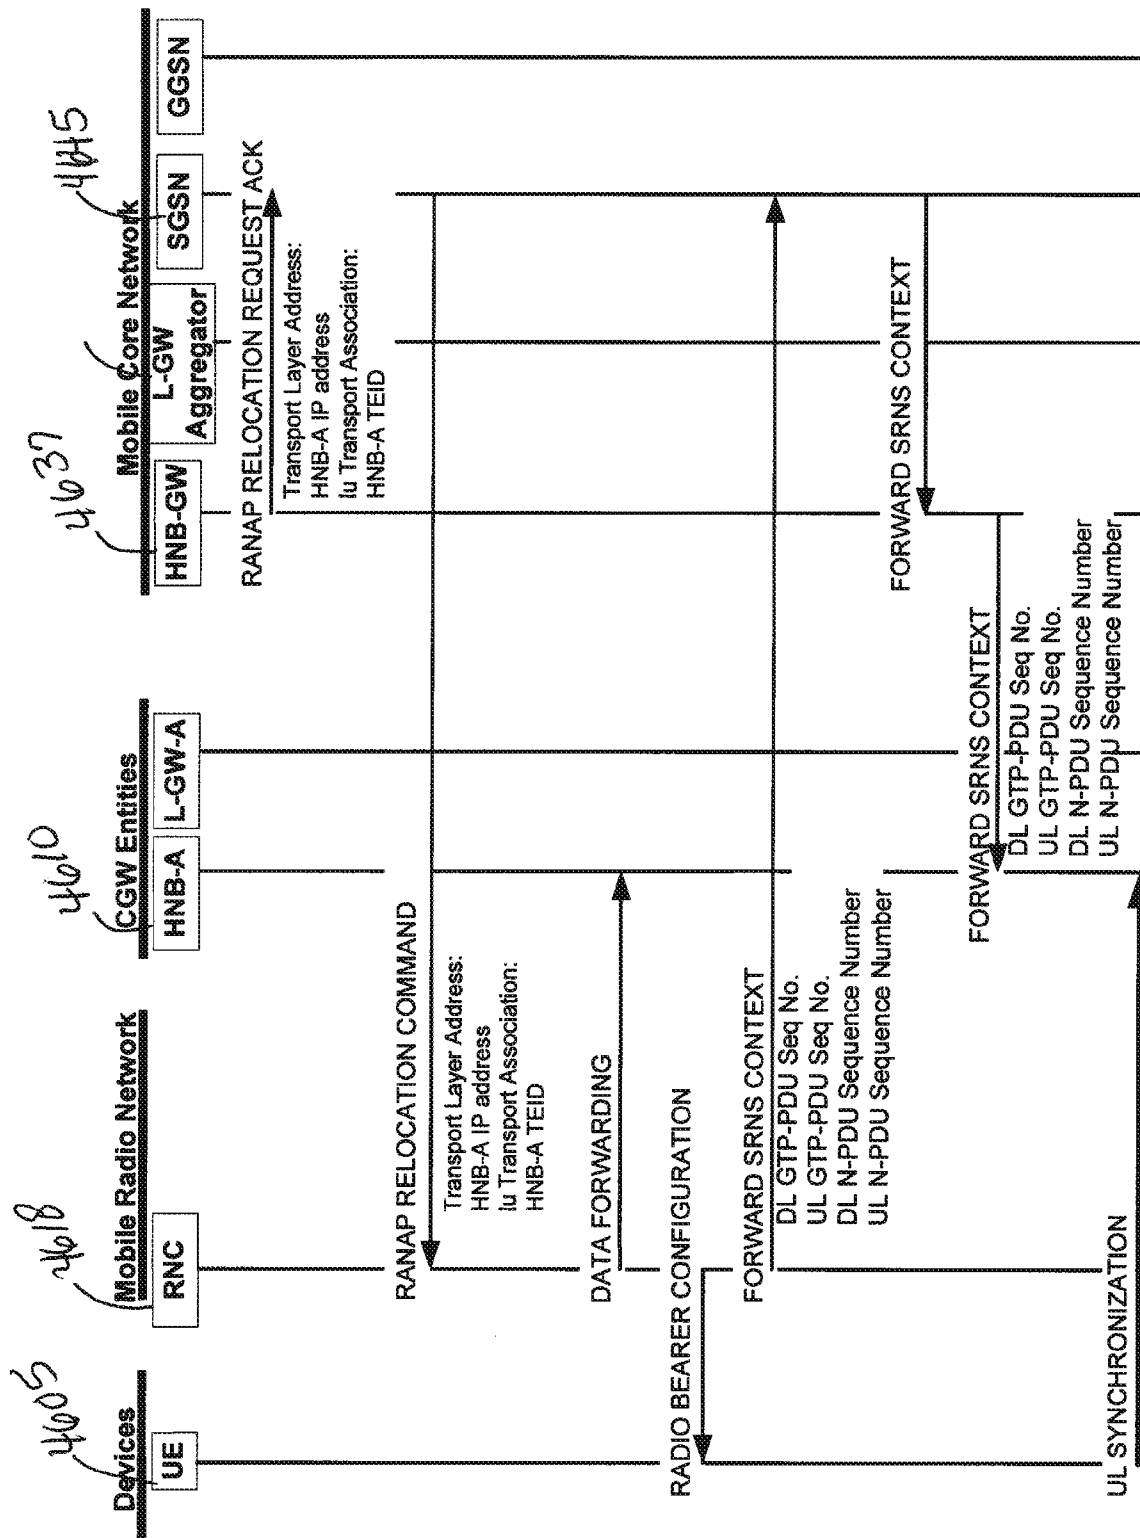 4605
4618
4610
4637
4645
Devices
Mobile Radio Network
CGW Entities
Mobile Core Network
UE
RNC
HNB-A
L-GW-A
HNB-GW
L-GW
Aggregator
SGSN
GGSN
RANAP RELOCATION REQUEST ACK
Transport Layer Address:
HNB-A IP address
Iu Transport Association:
HNB-A TEID
RANAP RELOCATION COMMAND
Transport Layer Address:
HNB-A IP address
Iu Transport Association:
HNB-A TEID
DATA FORWARDING
RADIO BEARER CONFIGURATION
FORWARD SRNS CONTEXT
DL GTP-PDU Seq No.
UL GTP-PDU Seq No.
DL N-PDU Sequence Number
UL N-PDU Sequence Number
FORWARD SRNS CONTEXT
FORWARD SRNS CONTEXT
DL GTP-PDU Seq No.
UL GTP-PDU Seq No.
DL N-PDU Sequence Number
UL N-PDU Sequence Number
UL SYNCHRONIZATION